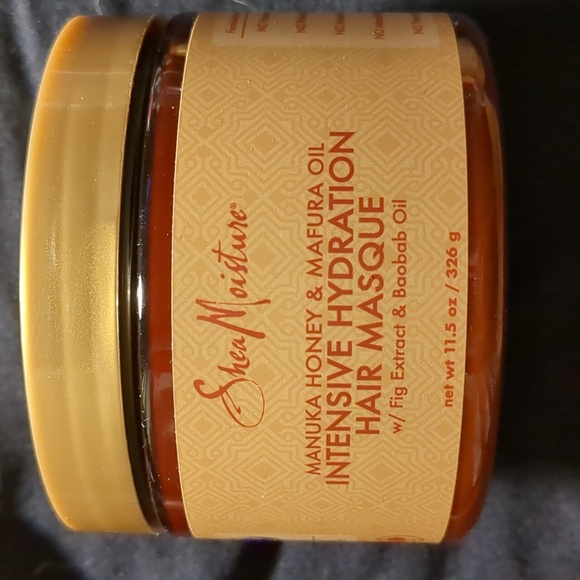 SheaMoisture®
MANUKA HONEY & MAFURA OIL
INTENSIVE HYDRATION
HAIR MASQUE
w/ Fig Extract & Baobab Oil
net wt 11.5 oz / 326 g